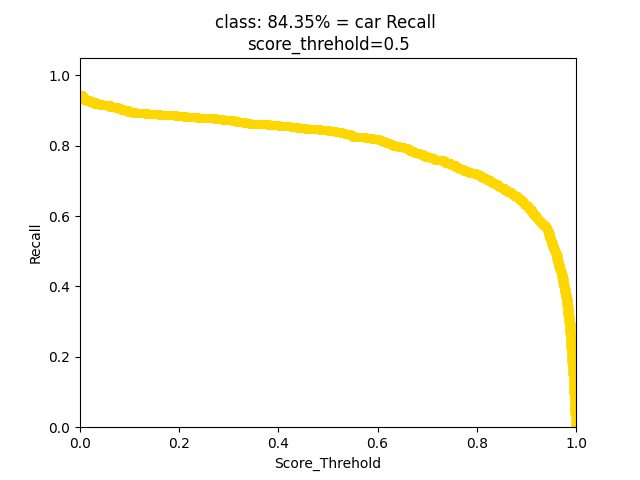 class: 84.35% = car Recall
score_threhold=0.5
1.0
0.8
0.6
0.4
0.2
0.0
Recall
0.0 0.2 0.4 0.6 0.8 1.0
Score_Threhold